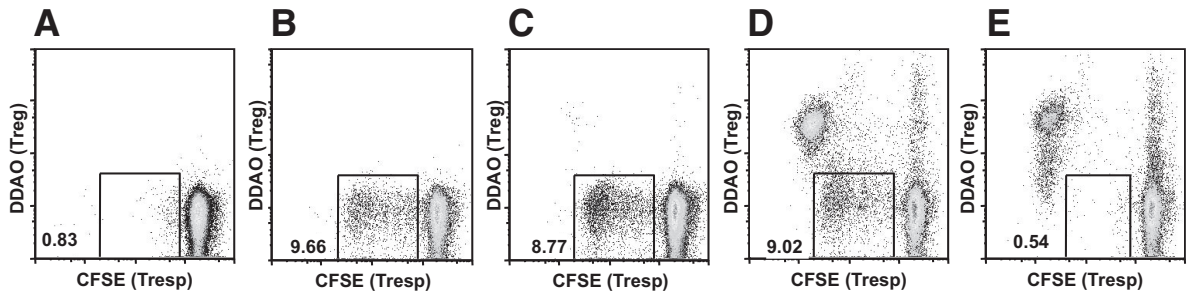 A B C D E
DDAO (Treg) DDAO (Treg) DDAO (Treg) DDAO (Treg) DDAO (Treg)
0.83 9.66 8.77 9.02 0.54
CFSE (Tresp) CFSE (Tresp) CFSE (Tresp) CFSE (Tresp) CFSE (Tresp)